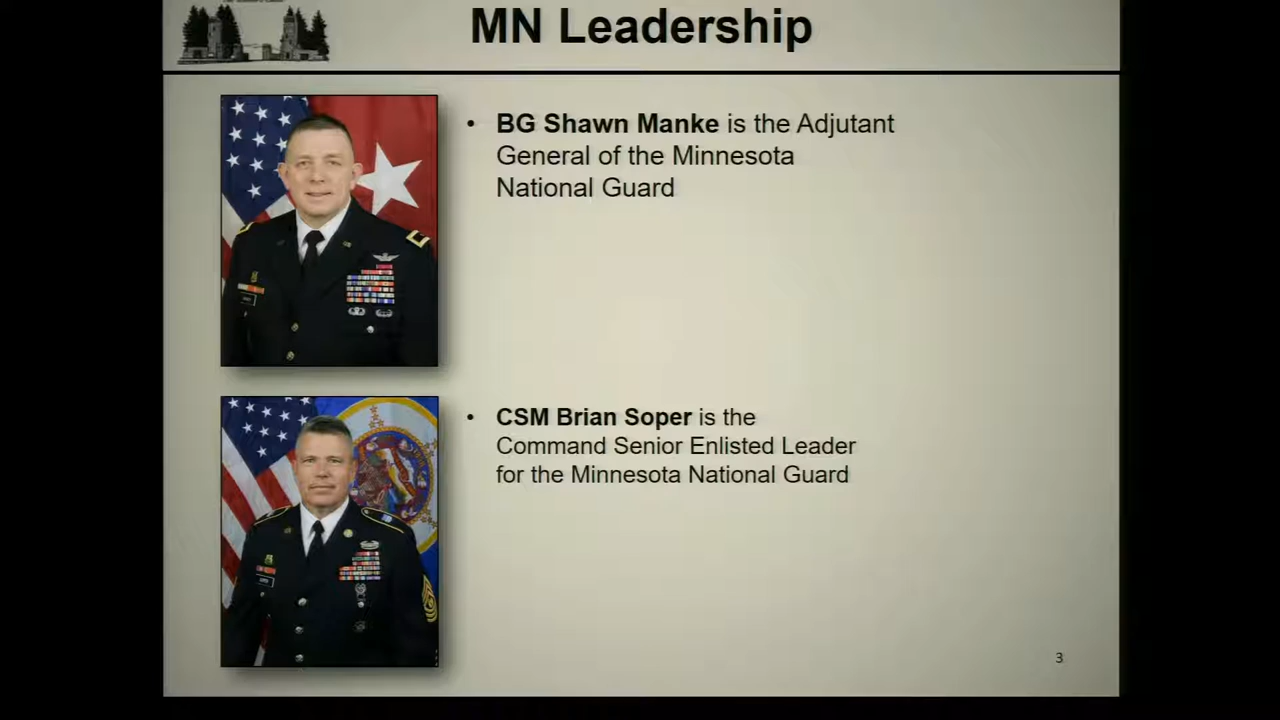 MN Leadership
• BG Shawn Manke is the Adjutant
General of the Minnesota
National Guard
• CSM Brian Soper is the
Command Senior Enlisted Leader
for the Minnesota National Guard
3